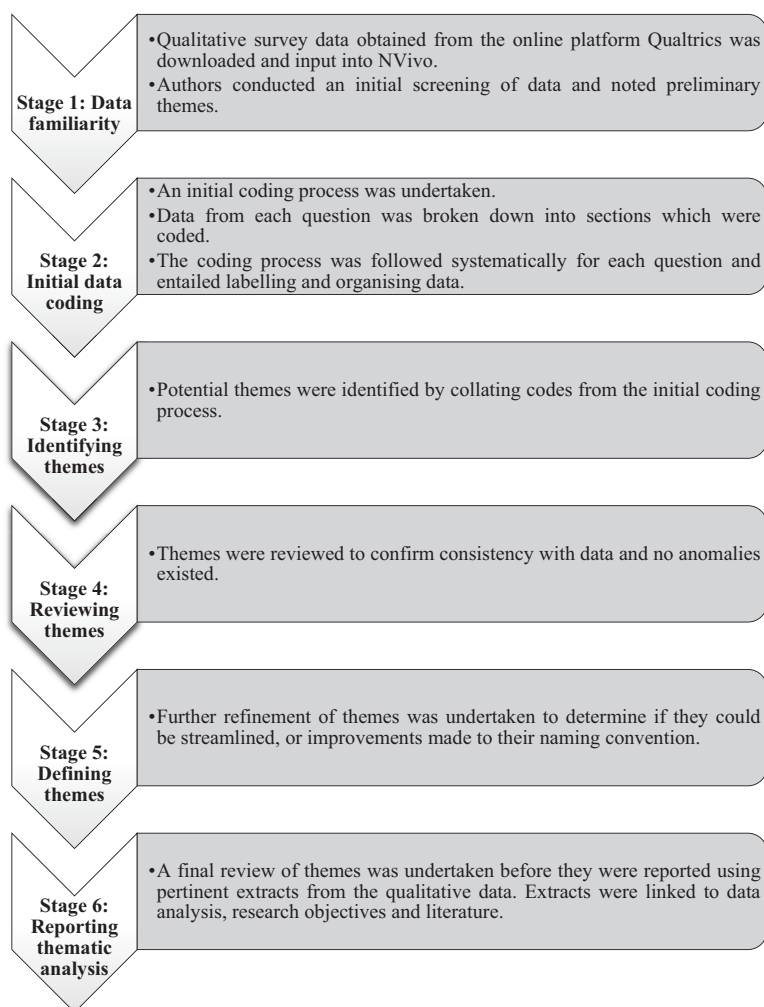 Stage 1: Data
familiarity
•Qualitative survey data obtained from the online platform Qualtrics was
downloaded and input into NVivo.
•Authors conducted an initial screening of data and noted preliminary
themes.
Stage 2:
Initial data
coding
•An initial coding process was undertaken.
•Data from each question was broken down into sections which were
coded.
•The coding process was followed systematically for each question and
entailed labelling and organising data.
Stage 3:
Identifying
themes
•Potential themes were identified by collating codes from the initial coding
process.
Stage 4:
Reviewing
themes
•Themes were reviewed to confirm consistency with data and no anomalies
existed.
Stage 5:
Defining
themes
•Further refinement of themes was undertaken to determine if they could
be streamlined, or improvements made to their naming convention.
Stage 6:
Reporting
thematic
analysis
•A final review of themes was undertaken before they were reported using
pertinent extracts from the qualitative data. Extracts were linked to data
analysis, research objectives and literature.